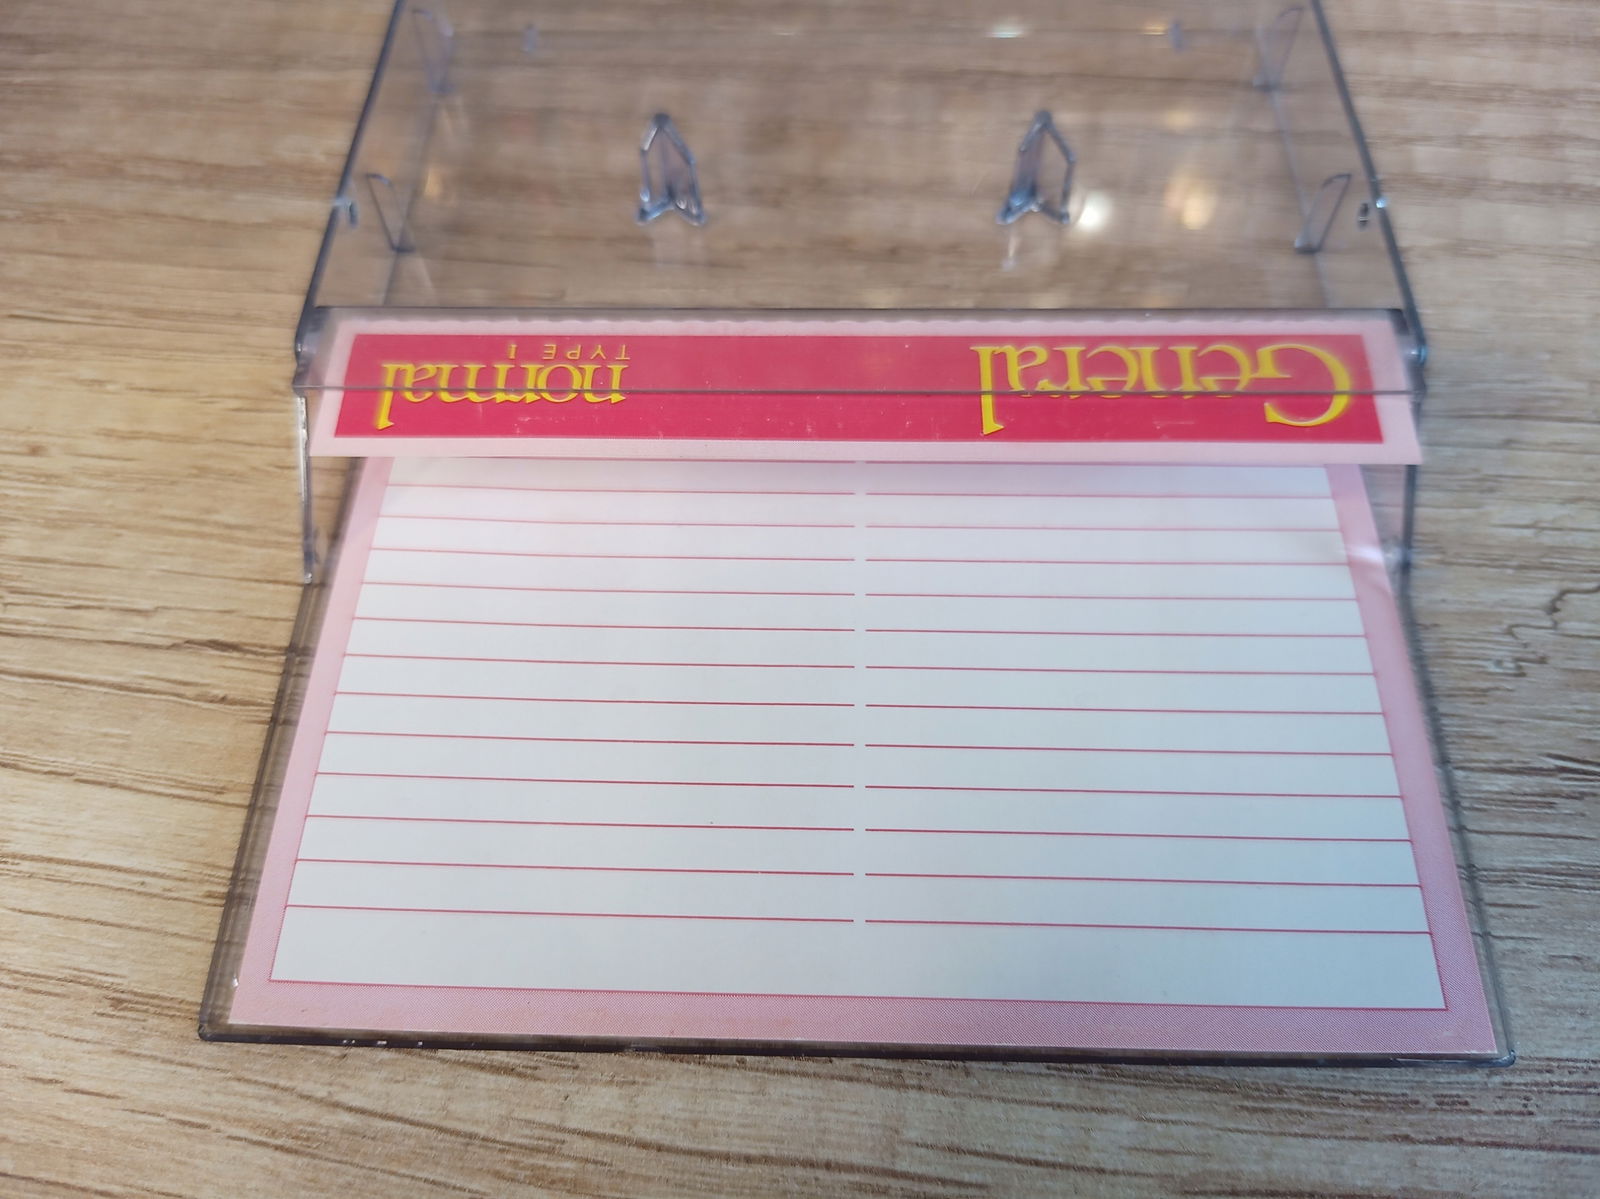 General
normal
TYPE I